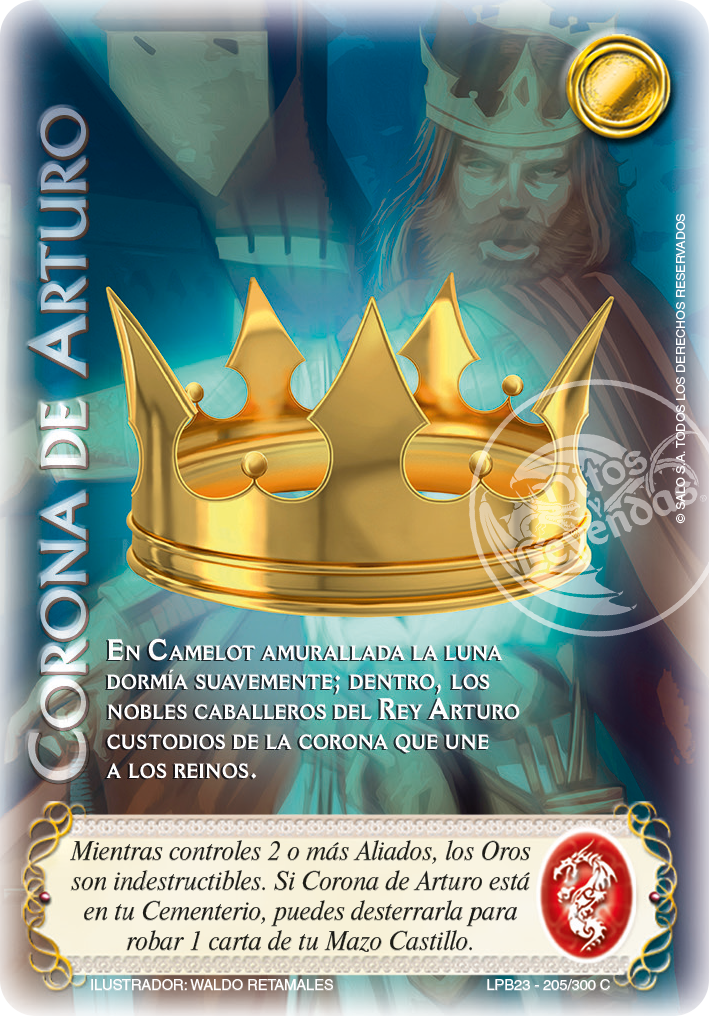 CORONA DE ARTURO
© SALO S.A. TODOS LOS DERECHOS RESERVADOS
Mitos y Leyendas®
EN CAMELOT AMURALLADA LA LUNA
DORMÍA SUAVEMENTE; DENTRO, LOS
NOBLES CABALLEROS DEL REY ARTURO
CUSTODIOS DE LA CORONA QUE UNE
A LOS REINOS.
Mientras controles 2 o más Aliados, los Oros
son indestructibles. Si Corona de Arturo está
en tu Cementerio, puedes desterrarla para
robar 1 carta de tu Mazo Castillo.
ILUSTRADOR: WALDO RETAMALES
LPB23 - 205/300 C